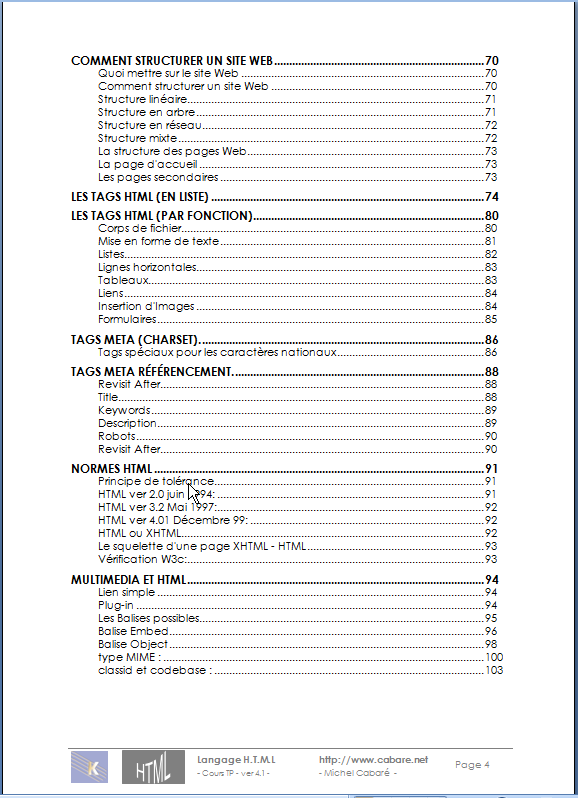 COMMENT STRUCTURER UN SITE WEB........70
Quoi mettre sur le site Web........70
Comment structurer un site Web........70
Structure linéaire........71
Structure en arbre........71
Structure en réseau........72
Structure mixte........72
La structure des pages Web........73
La page d'accueil........73
Les pages secondaires........73
LES TAGS HTML (EN LISTE)........74
LES TAGS HTML (PAR FONCTION)........80
Corps de fichier........80
Mise en forme de texte........81
Listes........82
Lignes horizontales........83
Tableaux........83
Liens........84
Insertion d'Images........84
Formulaires........85
TAGS META (CHARSET)........86
Tags spéciaux pour les caractères nationaux........86
TAGS META RÉFÉRENCEMENT........88
Revisit After........88
Title........88
Keywords........89
Description........89
Robots........90
Revisit After........90
NORMES HTML........91
Principe de tolérance........91
HTML ver 2.0 juin 994:........91
HTML ver 3.2 Mai 1997:........92
HTML ver 4.01 Décembre 99:........92
HTML ou XHTML........92
Le squelette d'une page XHTML - HTML........93
Vérification W3c:........93
MULTIMEDIA ET HTML........94
Lien simple........94
Plug-in........94
Les Balises possibles........95
Balise Embed........96
Balise Object........98
type MIME :........100
classid et codebase :........103
K HTML Langage H.T.M.L http://www.cabare.net Page 4
- Cours TP - ver 4.1 - - Michel Cabaré -